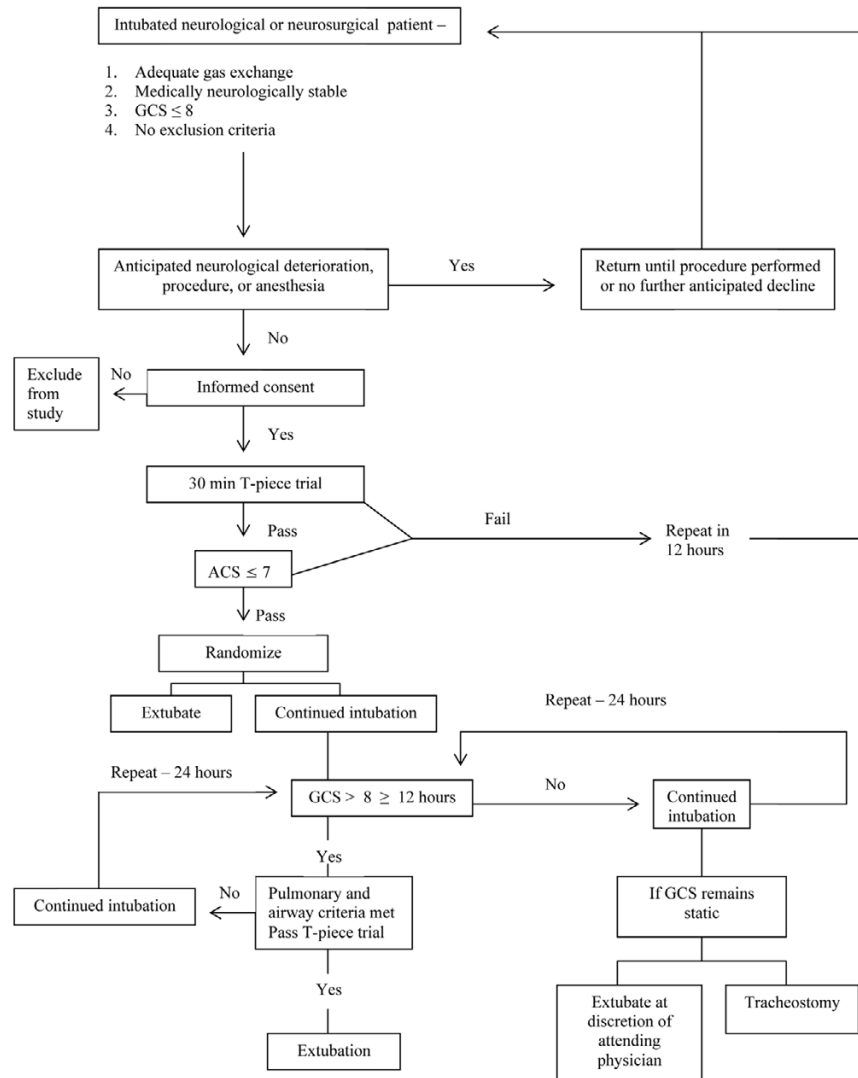 Intubated neurological or neurosurgical patient –
1. Adequate gas exchange
2. Medically neurologically stable
3. GCS ≤ 8
4. No exclusion criteria
Anticipated neurological deterioration,
procedure, or anesthesia
Yes
Return until procedure performed
or no further anticipated decline
No
Exclude
from
study
No
Informed consent
Yes
30 min T-piece trial
Pass
Fail
Repeat in
12 hours
ACS ≤ 7
Pass
Randomize
Extubate
Continued intubation
Repeat – 24 hours
Repeat – 24 hours
GCS > 8 ≥ 12 hours
No
Continued
intubation
Yes
Continued intubation
No
Pulmonary and
airway criteria met
Pass T-piece trial
If GCS remains
static
Yes
Extubation
Extubate at
discretion of
attending
physician
Tracheostomy